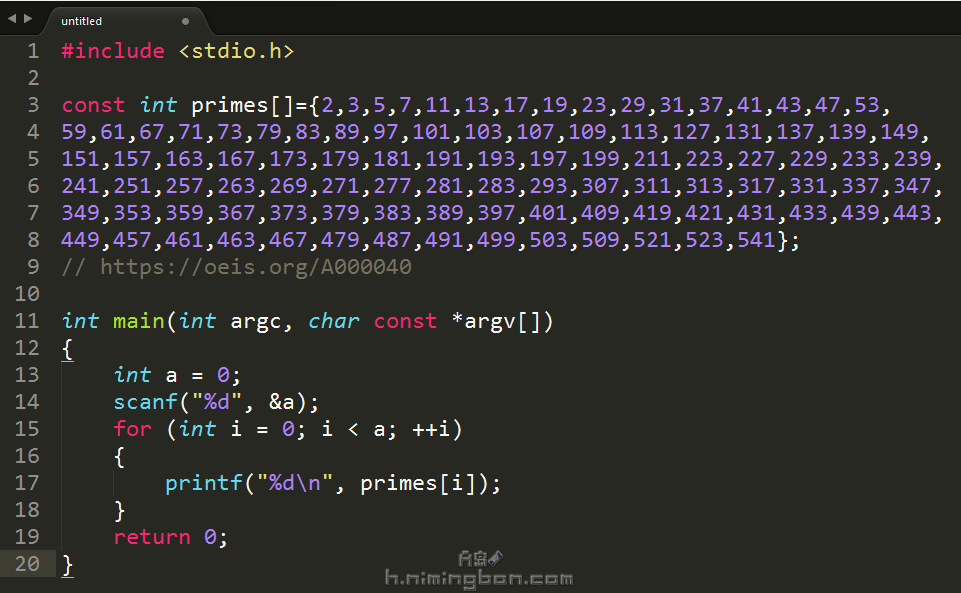 untitled
1 #include <stdio.h>
2
3 const int primes[]={2,3,5,7,11,13,17,19,23,29,31,37,41,43,47,53,
4 59,61,67,71,73,79,83,89,97,101,103,107,109,113,127,131,137,139,149,
5 151,157,163,167,173,179,181,191,193,197,199,211,223,227,229,233,239,
6 241,251,257,263,269,271,277,281,283,293,307,311,313,317,331,337,347,
7 349,353,359,367,373,379,383,389,397,401,409,419,421,431,433,439,443,
8 449,457,461,463,467,479,487,491,499,503,509,521,523,541};
9 // https://oeis.org/A000040
10
11 int main(int argc, char const *argv[])
12 {
13     int a = 0;
14     scanf("%d", &a);
15     for (int i = 0; i < a; ++i)
16     {
17         printf("%d\n", primes[i]);
18     }
19     return 0;
20 }
A岛
h.nimingban.com